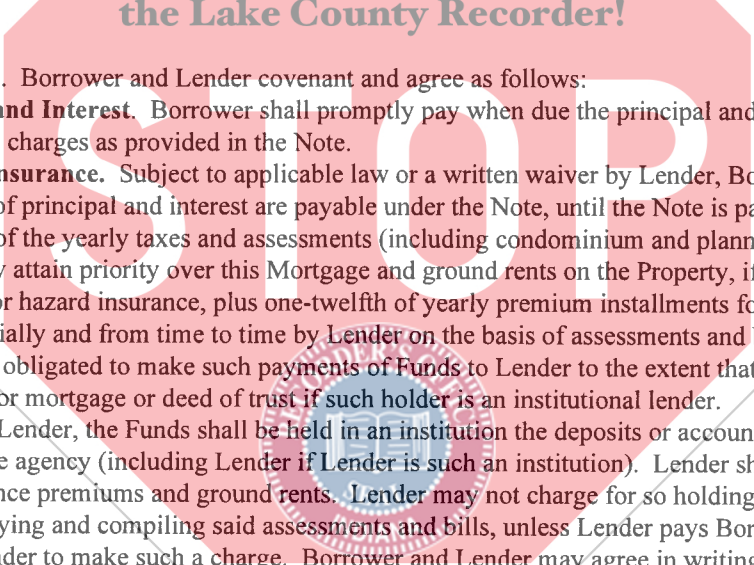 the Lake County Recorder!
STOP
. Borrower and Lender covenant and agree as follows:
nd Interest. Borrower shall promptly pay when due the principal and
charges as provided in the Note.
nsurance. Subject to applicable law or a written waiver by Lender, Bo
of principal and interest are payable under the Note, until the Note is pa
of the yearly taxes and assessments (including condominium and plann
y attain priority over this Mortgage and ground rents on the Property, if
or hazard insurance, plus one-twelfth of yearly premium installments fo
ially and from time to time by Lender on the basis of assessments and
obligated to make such payments of Funds to Lender to the extent that
or mortgage or deed of trust if such holder is an institutional lender.
Lender, the Funds shall be held in an institution the deposits or accoun
e agency (including Lender if Lender is such an institution). Lender sh
nce premiums and ground rents. Lender may not charge for so holding
ying and compiling said assessments and bills, unless Lender pays Bor
nder to make such a charge. Borrower and Lender may agree in writing